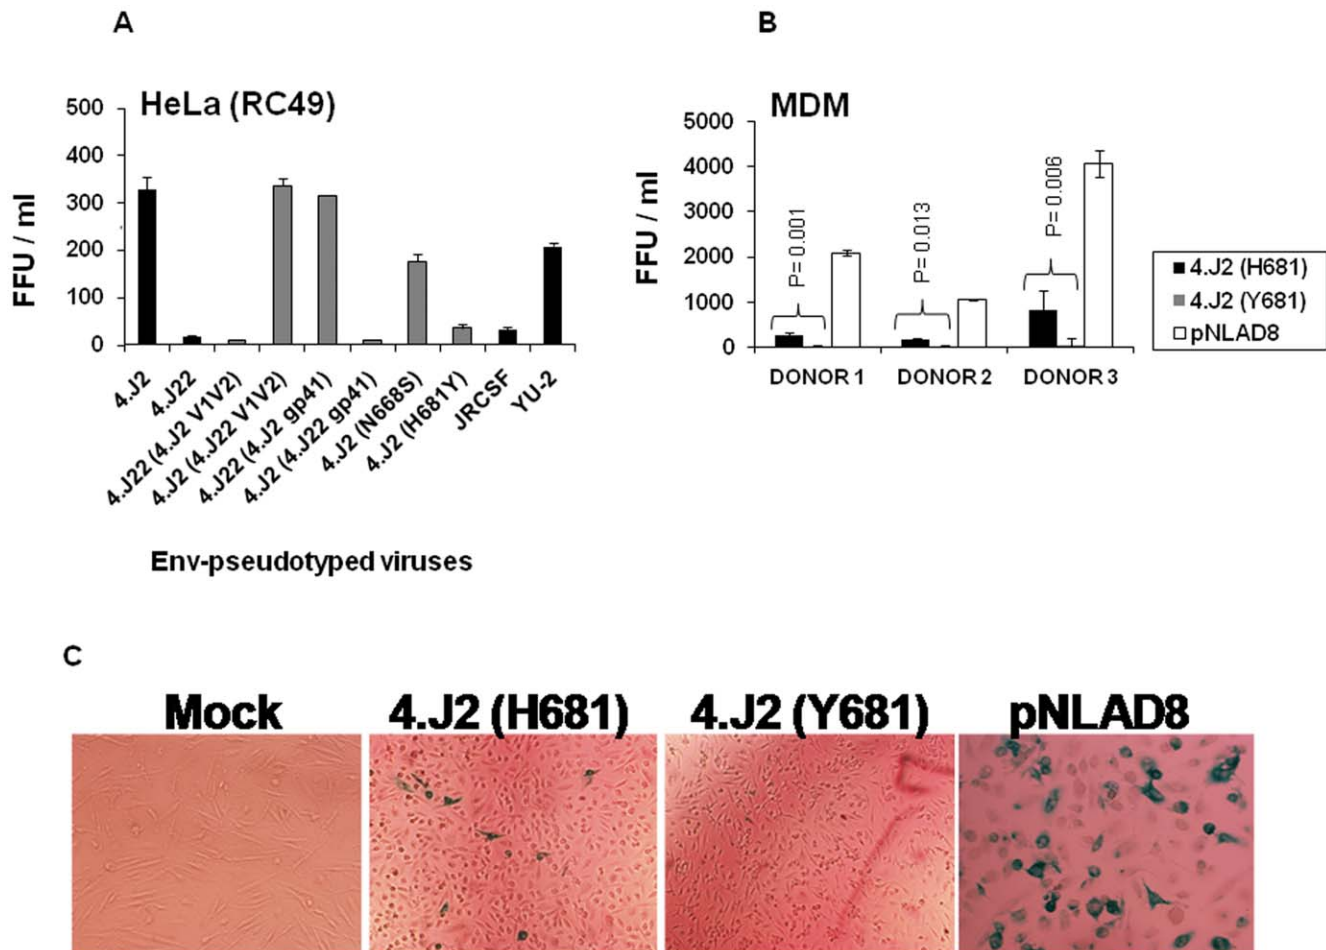 A
HeLa (RC49)
500
400
300
200
100
0
FFU / ml
4.J2
4.J22
4.J22 (4.J2 V1V2)
4.J2 (4.J22 V1V2)
4.J22 (4.J2 gp41)
4.J2 (4.J22 gp41)
4.J2 (N668S)
4.J2 (H681Y)
JRCSF
YU-2
Env-pseudotyped viruses
B
MDM
5000
4000
3000
2000
1000
0
FFU / ml
P= 0.001
P= 0.013
P= 0.006
DONOR 1
DONOR 2
DONOR 3
4.J2 (H681)
4.J2 (Y681)
pNLAD8
C
Mock
4.J2 (H681)
4.J2 (Y681)
pNLAD8